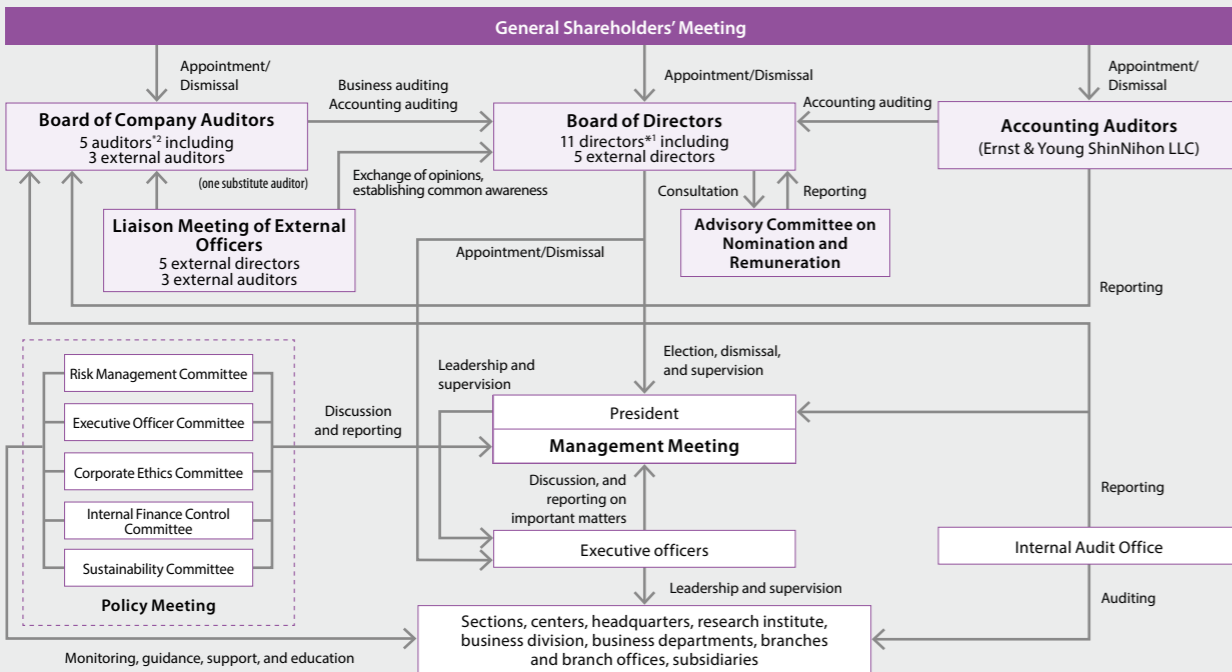 General Shareholders' Meeting
Appointment/
Dismissal
Business auditing
Accounting auditing
Appointment/Dismissal
Appointment/
Dismissal
Board of Company Auditors
5 auditors*2 including
3 external auditors
(one substitute auditor)
Board of Directors
11 directors*1 including
5 external directors
Accounting auditing
Accounting Auditors
(Ernst & Young ShinNihon LLC)
Exchange of opinions,
establishing common awareness
Consultation
Reporting
Liaison Meeting of External
Officers
5 external directors
3 external auditors
Advisory Committee on
Nomination and
Remuneration
Appointment/Dismissal
Reporting
Risk Management Committee
Executive Officer Committee
Corporate Ethics Committee
Internal Finance Control
Committee
Sustainability Committee
Policy Meeting
Discussion
and reporting
Leadership and
supervision
Election, dismissal,
and supervision
President
Management Meeting
Discussion, and
reporting on
important matters
Reporting
Executive officers
Internal Audit Office
Leadership and supervision
Auditing
Sections, centers, headquarters, research institute,
business division, business departments, branches
and branch offices, subsidiaries
Monitoring, guidance, support, and education